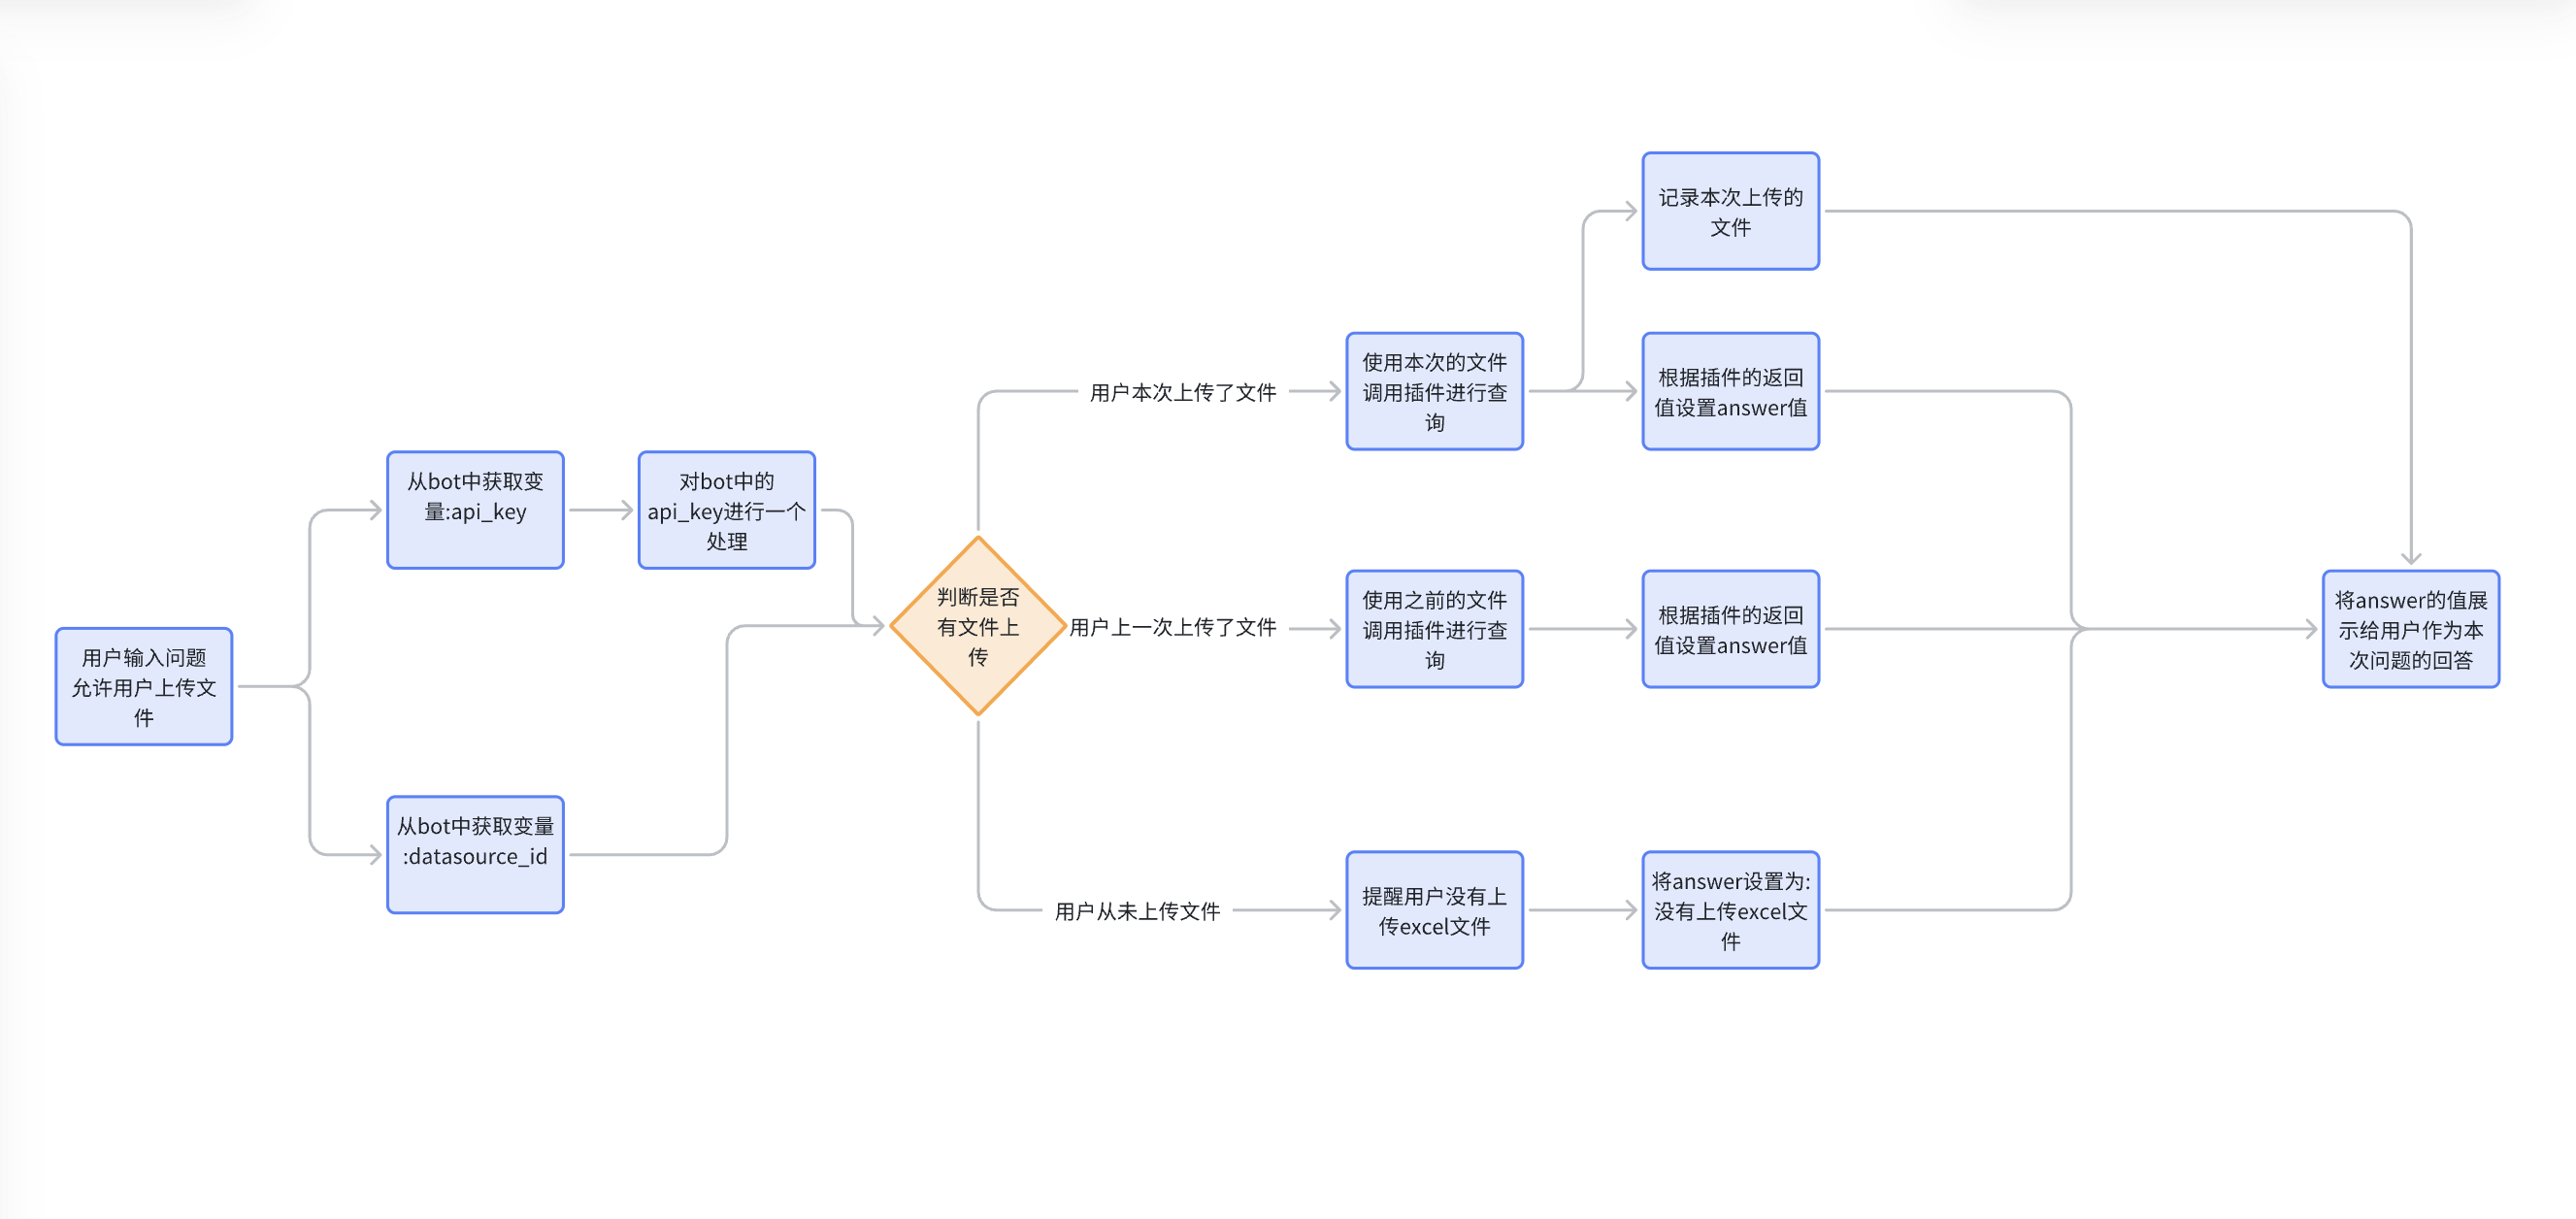 用户输入问题
允许用户上传文
件
从bot中获取变
量:api_key
对bot中的
api_key进行一个
处理
从bot中获取变量
:datasource_id
判断是否
有文件上
传
用户本次上传了文件
使用本次的文件
调用插件进行查
询
记录本次上传的
文件
根据插件的返回
值设置answer值
用户上一次上传了文件
使用之前的文件
调用插件进行查
询
根据插件的返回
值设置answer值
用户从未上传文件
提醒用户没有上
传excel文件
将answer设置为:
没有上传excel文
件
将answer的值展
示给用户作为本
次问题的回答